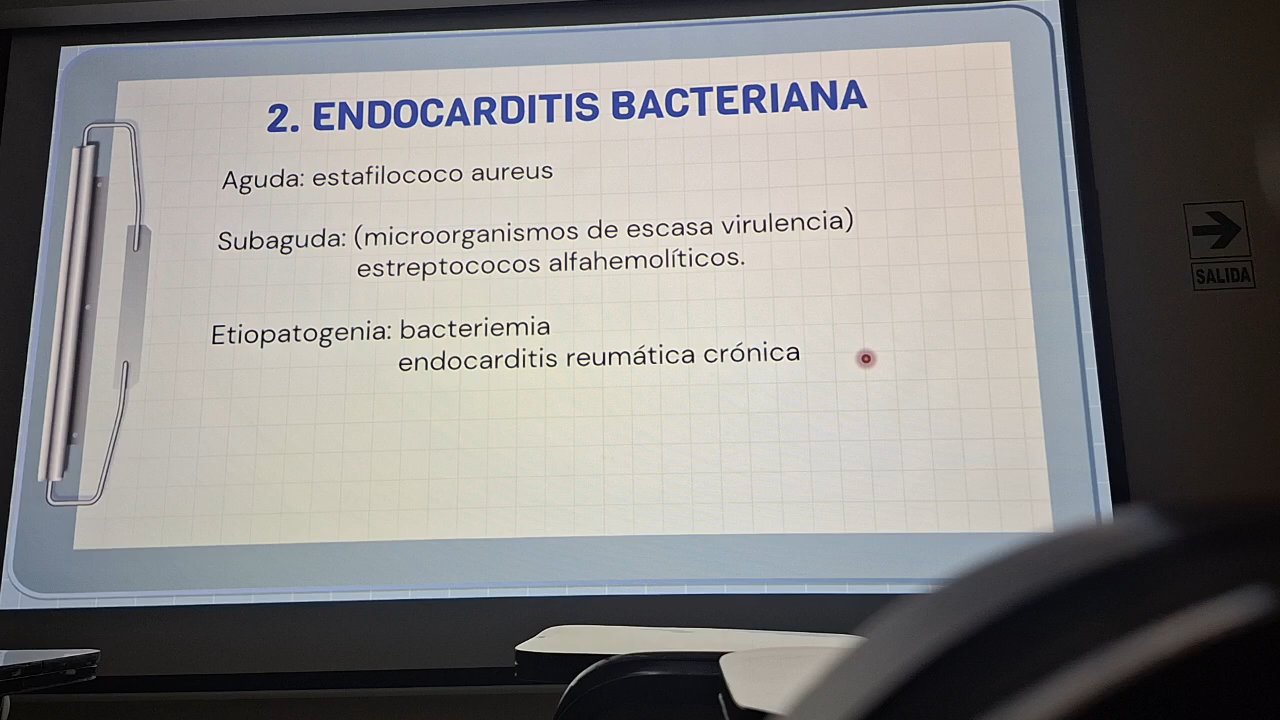 2. ENDOCARDITIS BACTERIANA
Aguda: estafilococo aureus
Subaguda: (microorganismos de escasa virulencia)
estreptococos alfahemolíticos.
Etiopatogenia: bacteriemia
endocarditis reumática crónica
SALIDA